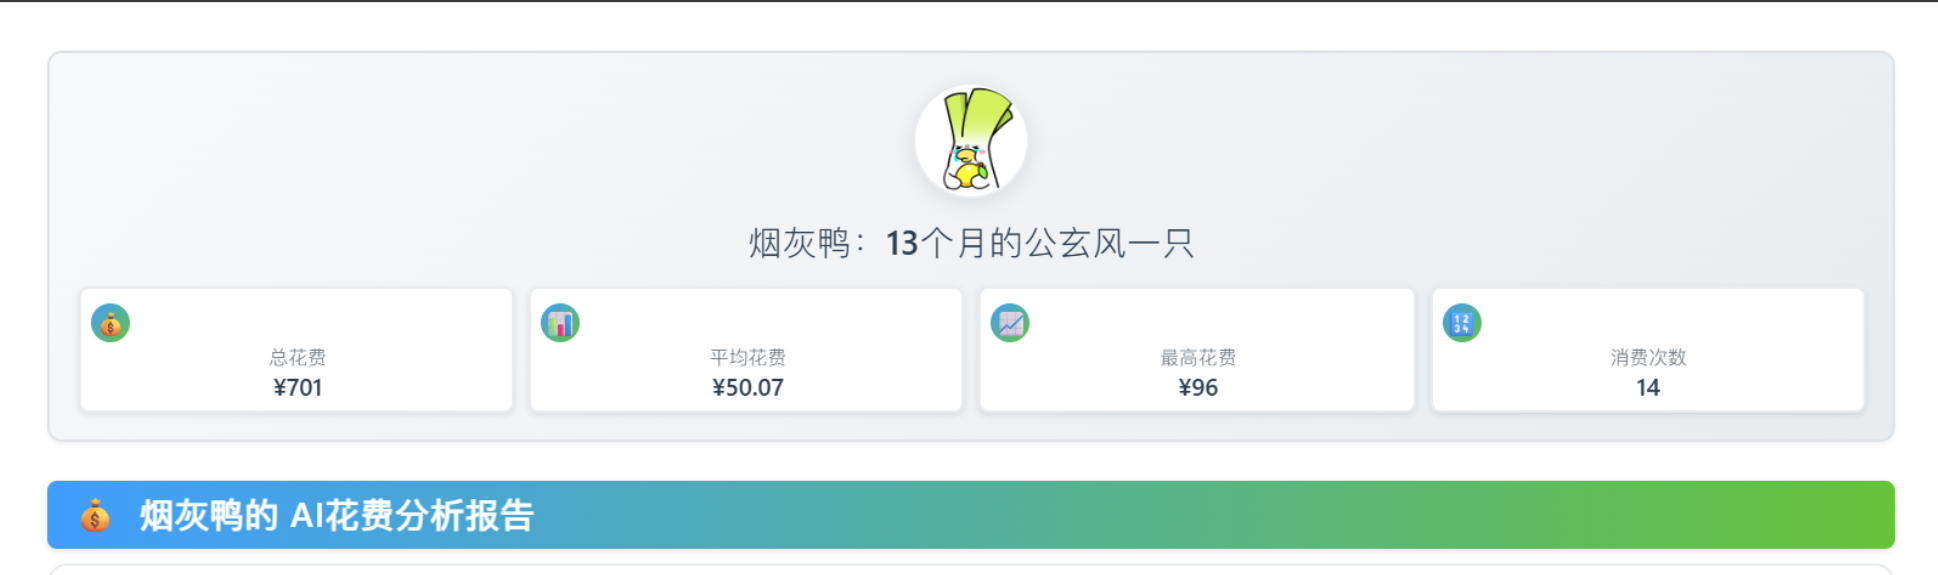 烟灰鸭：13个月的公玄风一只
总花费
¥701
平均花费
¥50.07
最高花费
¥96
消费次数
14
烟灰鸭的 AI花费分析报告